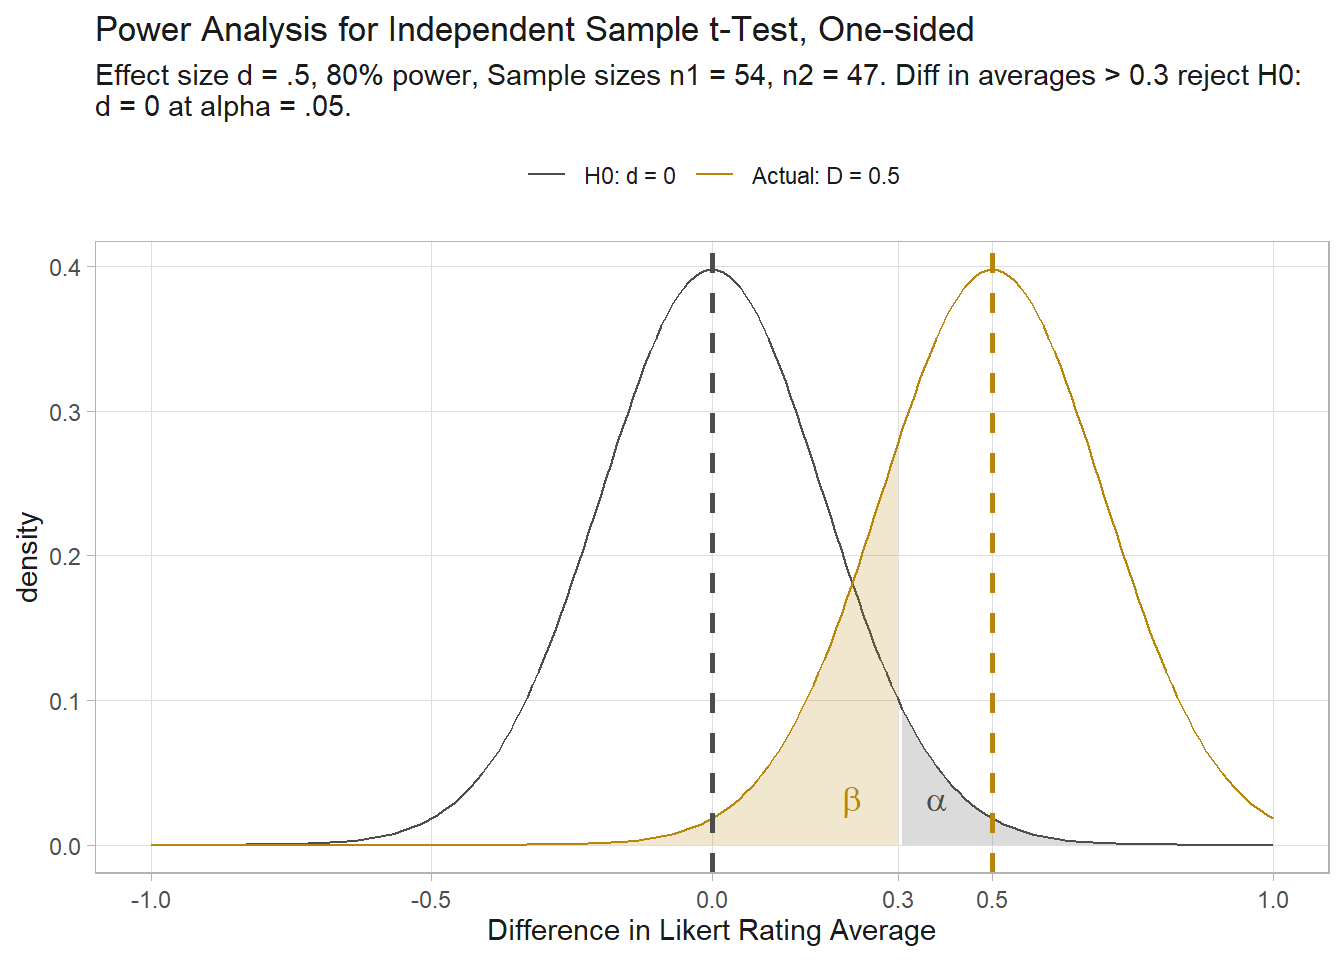 Power Analysis for Independent Sample t-Test, One-sided
Effect size d = .5, 80% power, Sample sizes n1 = 54, n2 = 47. Diff in averages > 0.3 reject H0:
d = 0 at alpha = .05.
H0: d = 0 Actual: D = 0.5
0.4
0.3
0.2
0.1
0.0
density
β α
-1.0 -0.5 0.0 0.3 0.5 1.0
Difference in Likert Rating Average